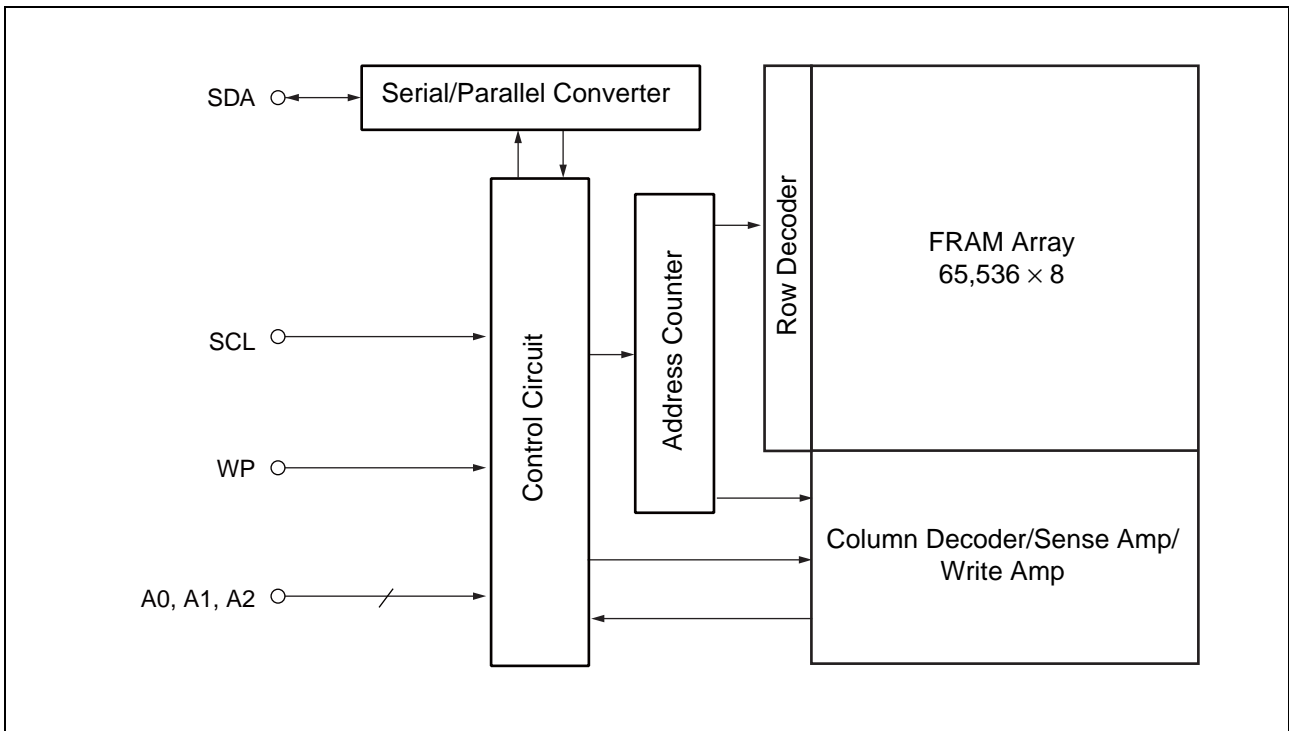 SDA
Serial/Parallel Converter
SCL
WP
A0, A1, A2
Control Circuit
Address Counter
Row Decoder
FRAM Array
65,536 × 8
Column Decoder/Sense Amp/
Write Amp